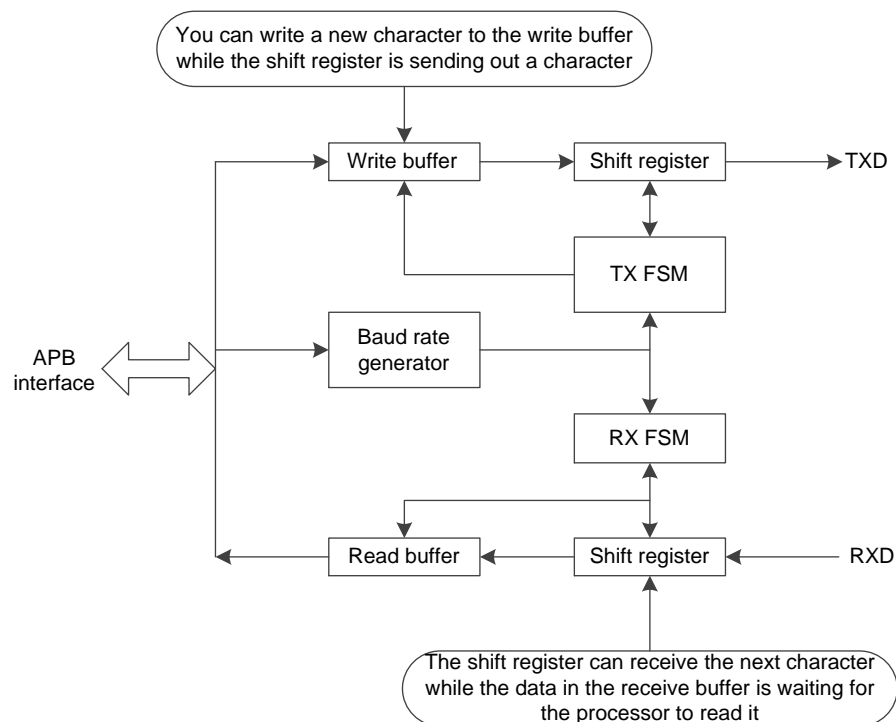 You can write a new character to the write buffer
while the shift register is sending out a character
Write buffer
Shift register
TXD
TX FSM
Baud rate
generator
APB
interface
RX FSM
Read buffer
Shift register
RXD
The shift register can receive the next character
while the data in the receive buffer is waiting for
the processor to read it